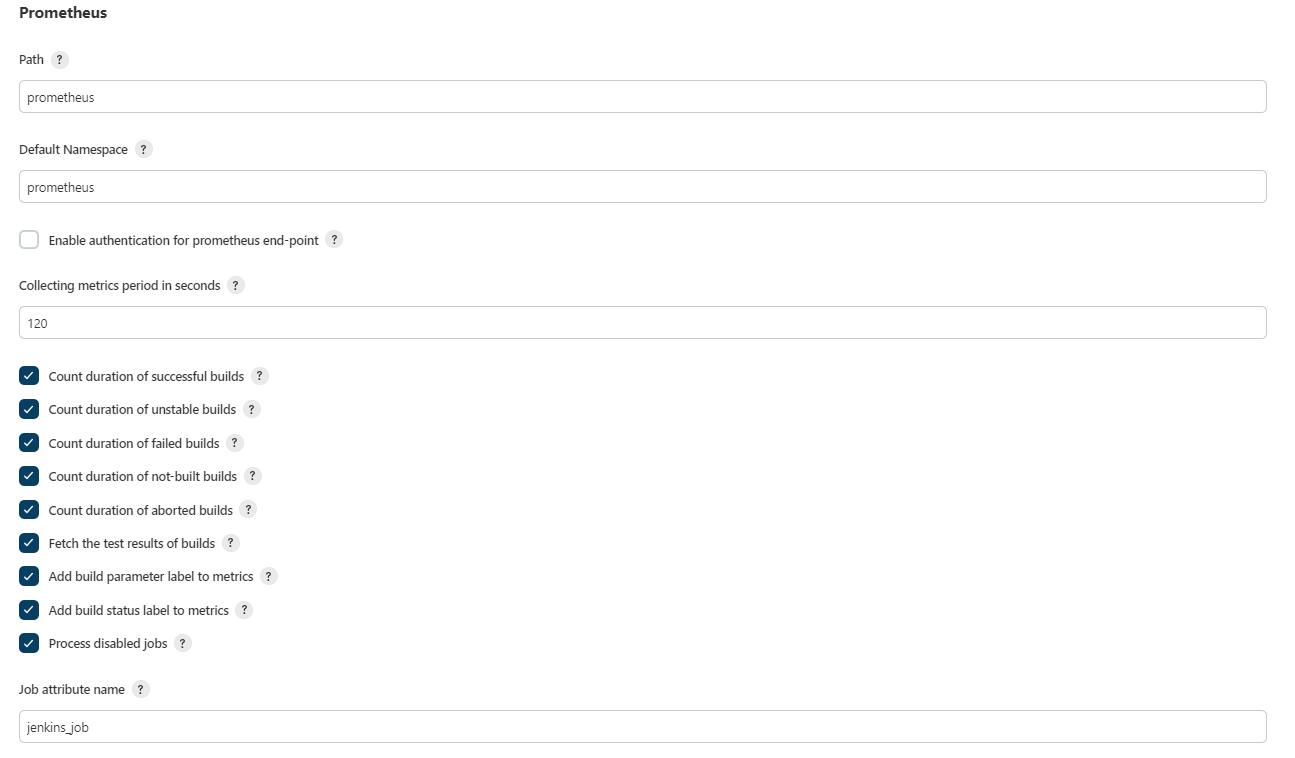 Prometheus
Path ?
prometheus
Default Namespace ?
prometheus
Enable authentication for prometheus end-point ?
Collecting metrics period in seconds ?
120
Count duration of successful builds ?
Count duration of unstable builds ?
Count duration of failed builds ?
Count duration of not-built builds ?
Count duration of aborted builds ?
Fetch the test results of builds ?
Add build parameter label to metrics ?
Add build status label to metrics ?
Process disabled jobs ?
Job attribute name ?
jenkins_job